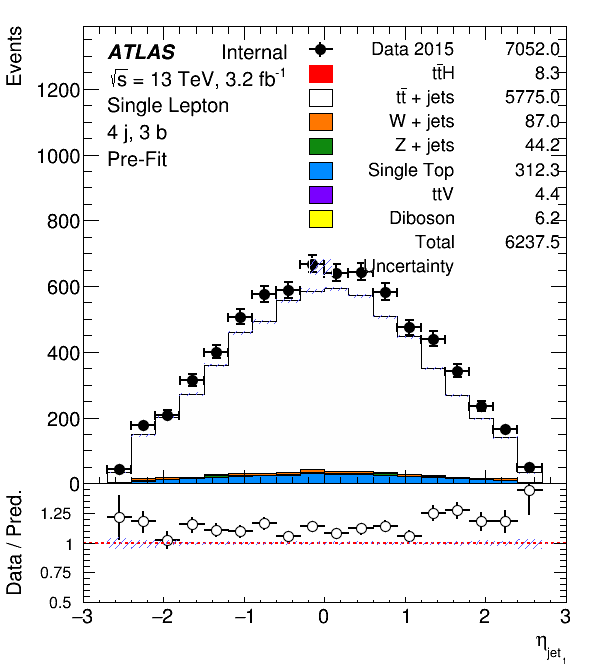 Events
ATLAS Internal
√s = 13 TeV, 3.2 fb⁻¹
Single Lepton
4 j, 3 b
Pre-Fit
Data 2015 7052.0
tt̄H 8.3
tt̄ + jets 5775.0
W + jets 87.0
Z + jets 44.2
Single Top 312.3
ttV 4.4
Diboson 6.2
Total 6237.5
Uncertainty
1200
1000
800
600
400
200
0
Data / Pred.
1.25
1
0.75
0.5
−3 −2 −1 0 1 2 3
η_jet_1